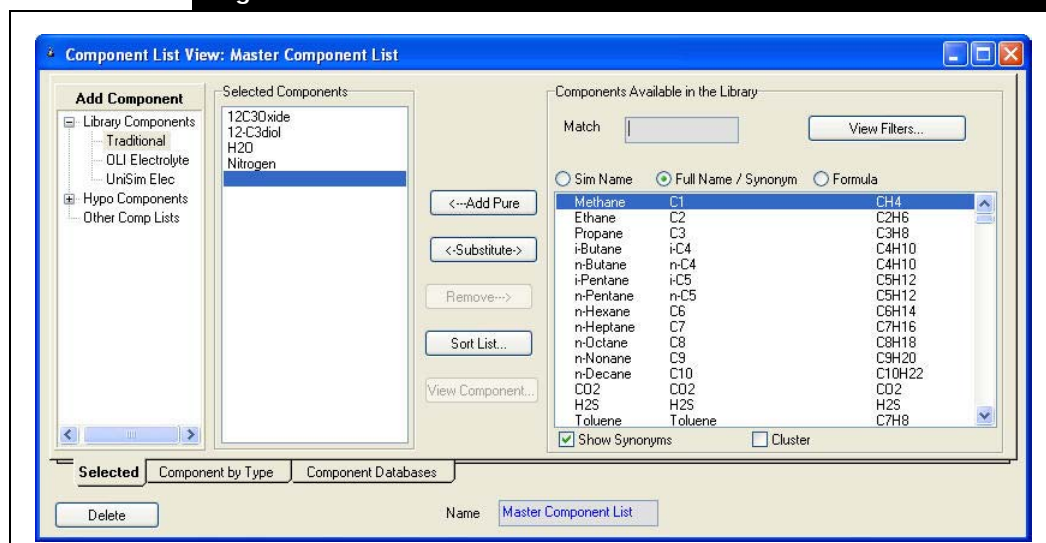 Component List View: Master Component List
Add Component
Library Components
Traditional
OLI Electrolyte
UniSim Elec
Hypo Components
Other Comp Lists
Selected Components
12C3Oxide
12-C3diol
H2O
Nitrogen
<---Add Pure
<-Substitute->
Remove--->
Sort List...
View Component...
Components Available in the Library
Match
View Filters...
Sim Name Full Name / Synonym Formula
Methane C1 CH4
Ethane C2 C2H6
Propane C3 C3H8
i-Butane i-C4 C4H10
n-Butane n-C4 C4H10
i-Pentane i-C5 C5H12
n-Pentane n-C5 C5H12
n-Hexane C6 C6H14
n-Heptane C7 C7H16
n-Octane C8 C8H18
n-Nonane C9 C9H20
n-Decane C10 C10H22
CO2 CO2 CO2
H2S H2S H2S
Toluene Toluene C7H8
Show Synonyms Cluster
Selected Component by Type Component Databases
Delete
Name Master Component List